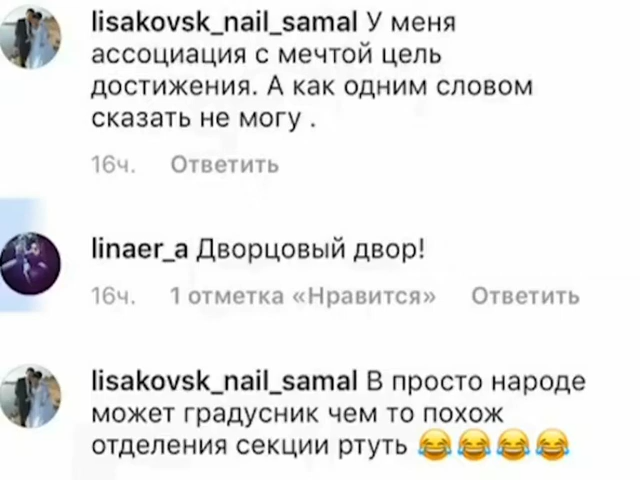 lisakovsk_nail_samal У меня
ассоциация с мечтой цель
достижения. А как одним словом
сказать не могу .
16ч. Ответить
linaer_a Дворцовый двор!
16ч. 1 отметка «Нравится» Ответить
lisakovsk_nail_samal В просто народе
может градусник чем то похож
отделения секции ртуть 😂😂😂😂